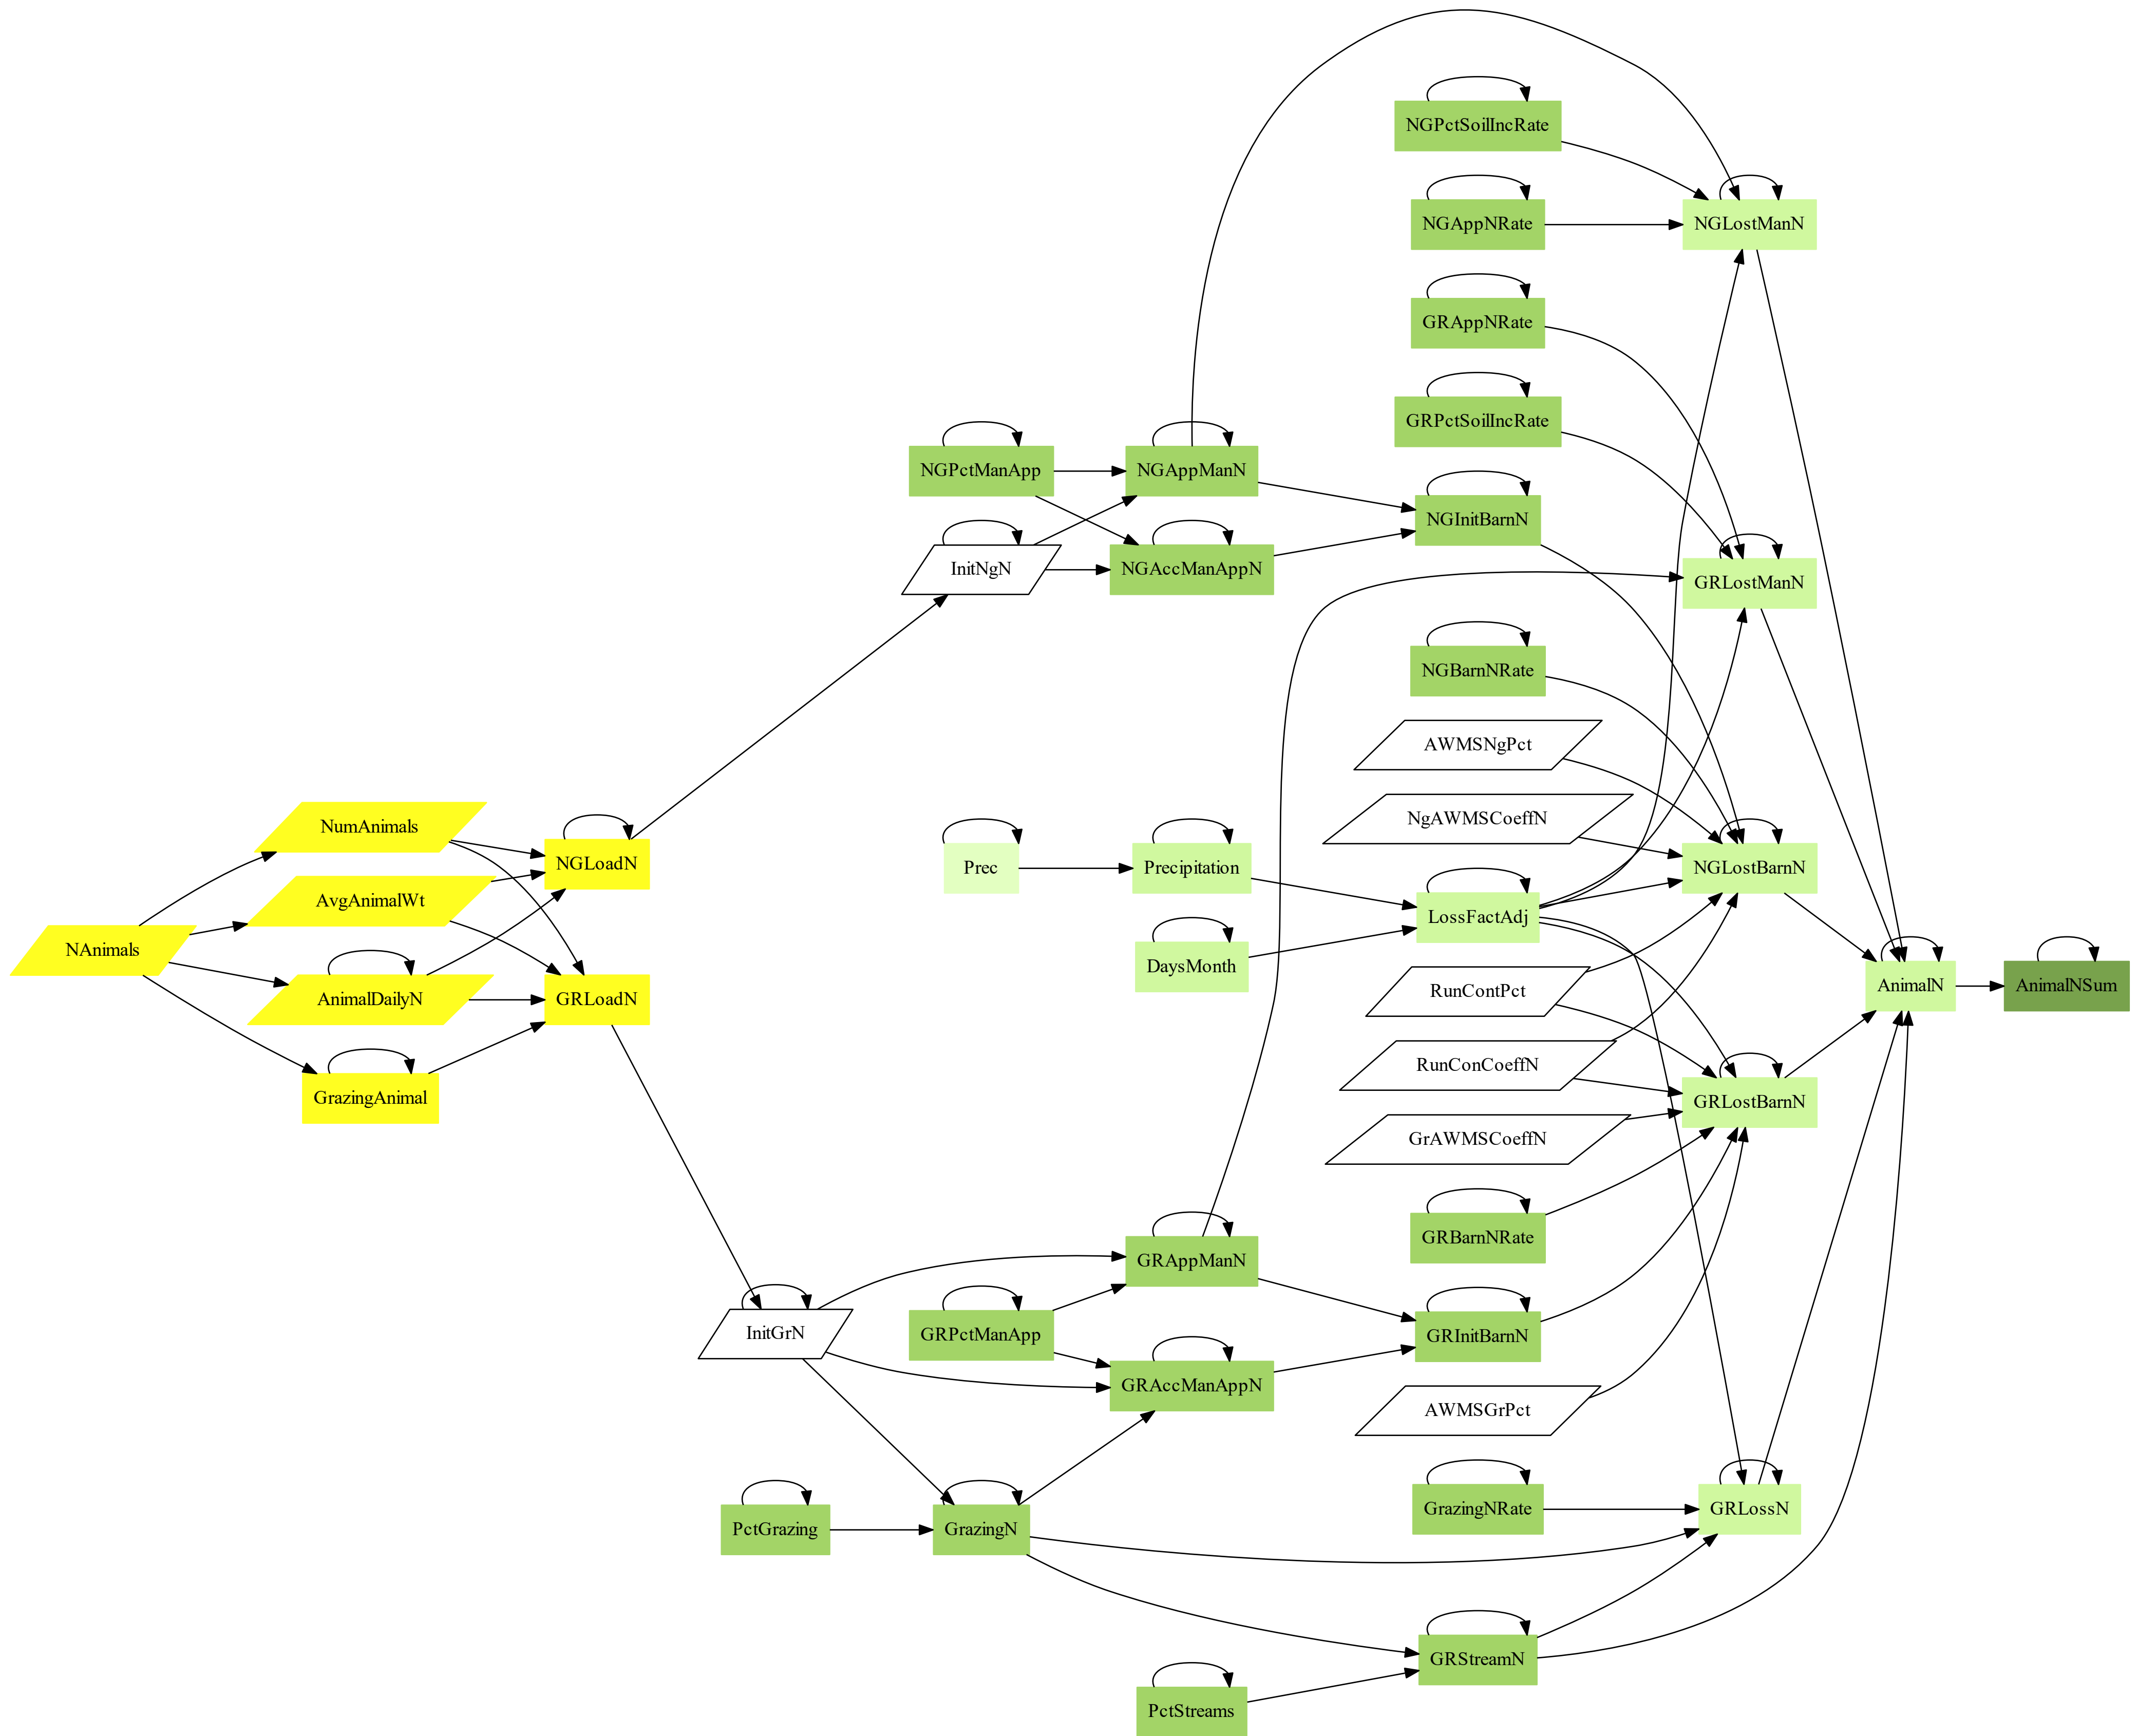 NGPctSoilIncRate
NGAppNRate
NGLostManN
GRAppNRate
GRPctSoilIncRate
NGPctManApp
NGAppManN
NGInitBarnN
InitNgN
NGAccManAppN
GRLostManN
NGBarnNRate
AWMSNgPct
NumAnimals
NgAWMSCoeffN
NGLoadN
Prec
Precipitation
NGLostBarnN
AvgAnimalWt
LossFactAdj
NAnimals
DaysMonth
AnimalN
AnimalNSum
AnimalDailyN
GRLoadN
RunContPct
RunConCoeffN
GrazingAnimal
GRLostBarnN
GrAWMSCoeffN
GRBarnNRate
GRAppManN
InitGrN
GRPctManApp
GRInitBarnN
GRAccManAppN
AWMSGrPct
GrazingNRate
GRLossN
PctGrazing
GrazingN
GRStreamN
PctStreams